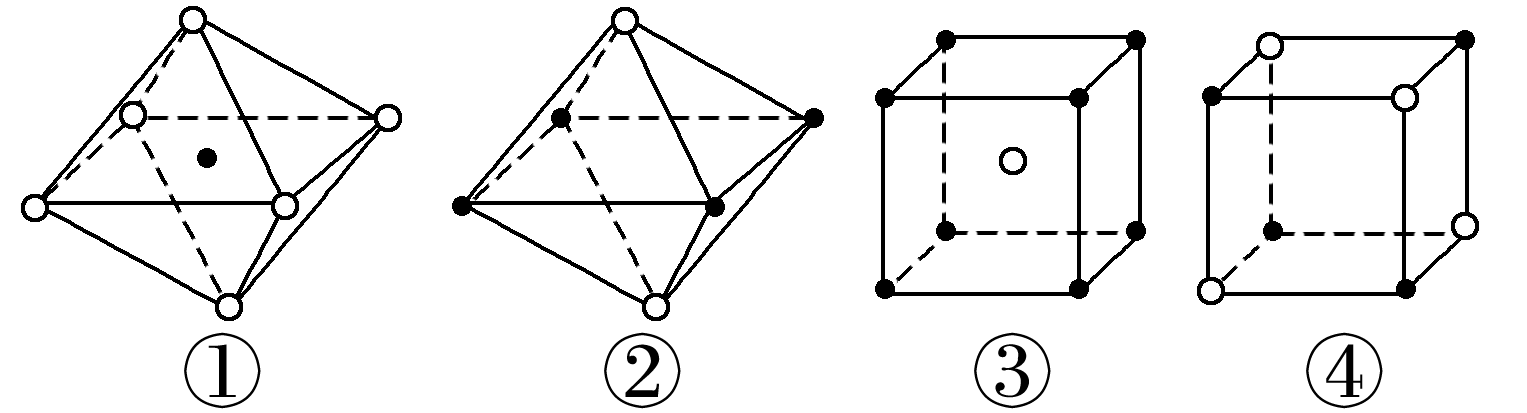 ① ② ③ ④